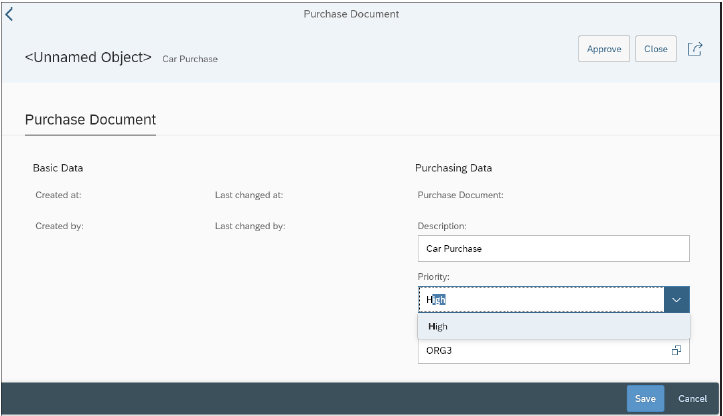 Purchase Document
<Unnamed Object> Car Purchase
Approve Close
Purchase Document
Basic Data
Created at: Last changed at:
Created by: Last changed by:
Purchasing Data
Purchase Document:
Description:
Car Purchase
Priority:
High
High
ORG3
Save Cancel